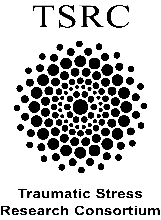 TSRC
Traumatic Stress
Research Consortium